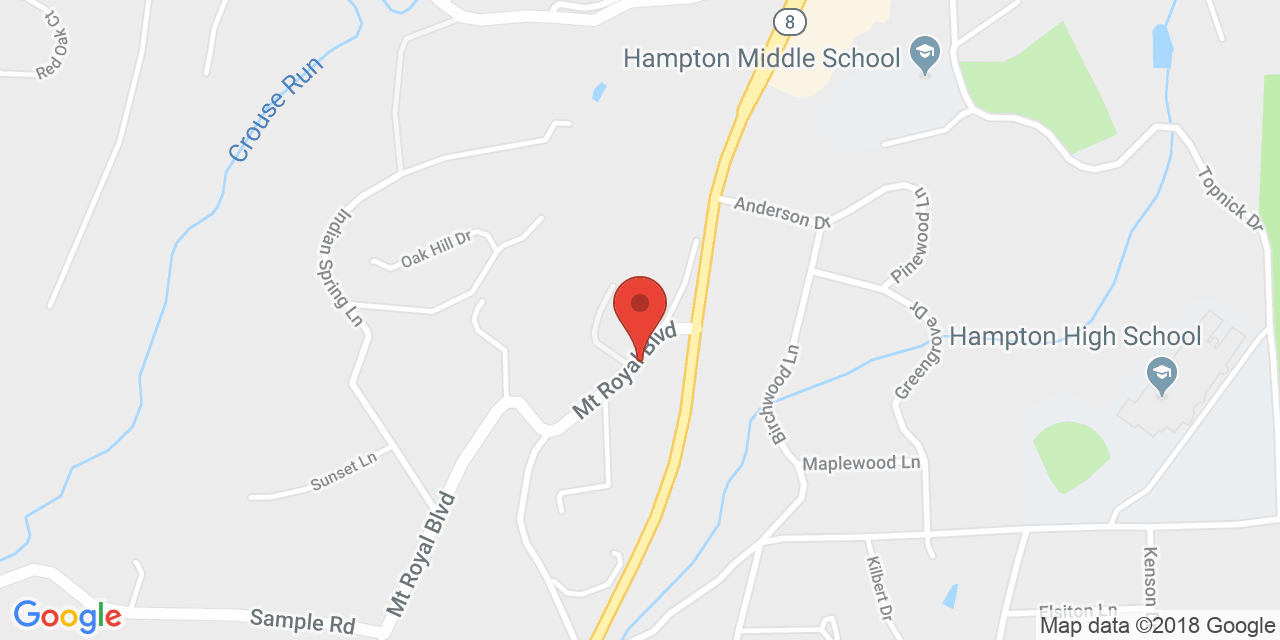 Red Oak Ct
Crouse Run
8
Hampton Middle School
Topnick Dr
Anderson Dr
Pinewood Ln
Indian Spring Ln
Oak Hill Dr
Greengrove Dr
Hampton High School
Mt Royal Blvd
Birchwood Ln
Maplewood Ln
Sunset Ln
Mt Royal Blvd
Kilbert Dr
Kenson D
Elsiton Ln
Sample Rd
Google
Map data ©2018 Google